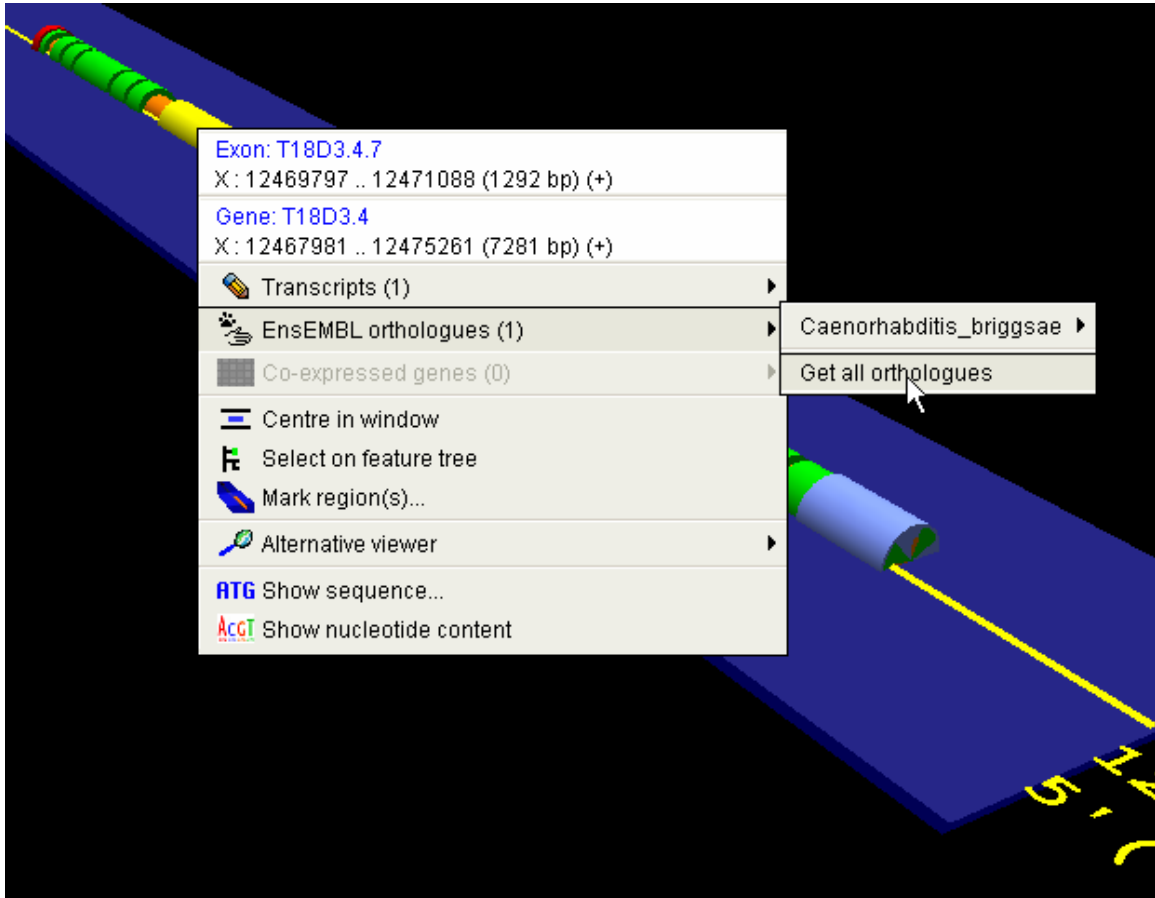 Exon: T18D3.4.7
X : 12469797 .. 12471088 (1292 bp) (+)
Gene: T18D3.4
X : 12467981 .. 12475261 (7281 bp) (+)
Transcripts (1)
EnsEMBL orthologues (1)
Caenorhabditis_briggsae
Co-expressed genes (0)
Get all orthologues
Centre in window
Select on feature tree
Mark region(s)...
Alternative viewer
ATG Show sequence...
AcGT Show nucleotide content